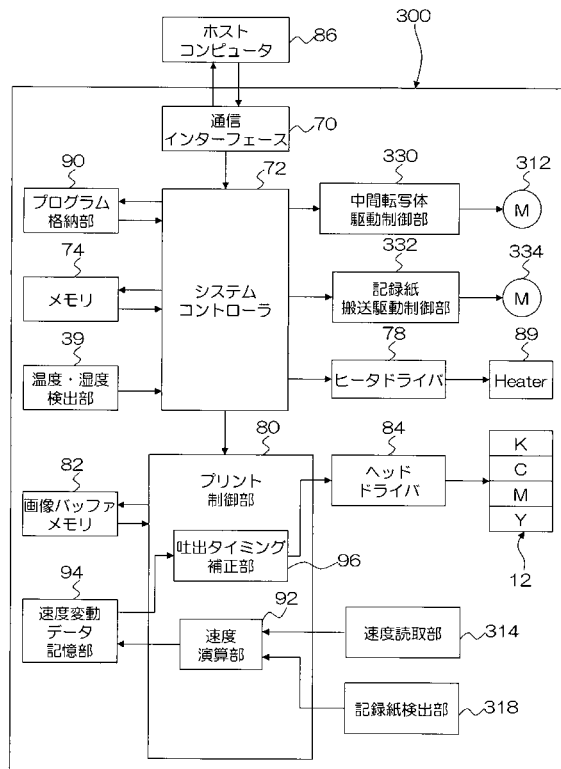 ホスト
コンピュータ
86
300
通信
インターフェース
70
90
プログラム
格納部
72
システム
コントローラ
330
中間転写体
駆動制御部
312
M
74
メモリ
332
記録紙
搬送駆動制御部
334
M
39
温度・湿度
検出部
78
ヒータドライバ
89
Heater
80
プリント
制御部
84
ヘッド
ドライバ
K
C
M
Y
12
82
画像バッファ
メモリ
吐出タイミング
補正部
96
94
速度変動
データ
記憶部
92
速度
演算部
速度読取部
314
記録紙検出部
318